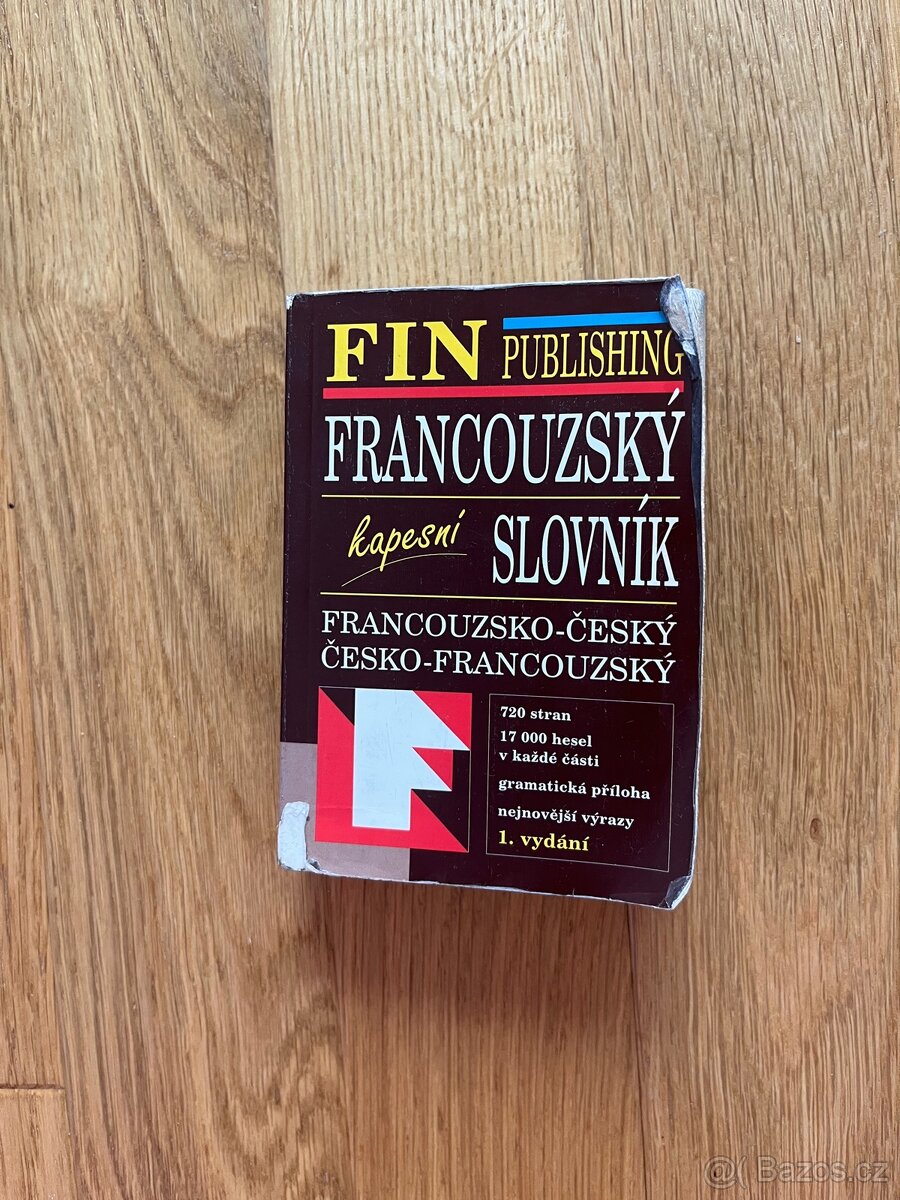 FIN PUBLISHING
FRANCOUZSKÝ
kapesní SLOVNÍK
FRANCOUZSKO-ČESKÝ
ČESKO-FRANCOUZSKÝ
720 stran
17 000 hesel
v každé části
gramatická příloha
nejnovější výrazy
1. vydání
@( Bazos.cz